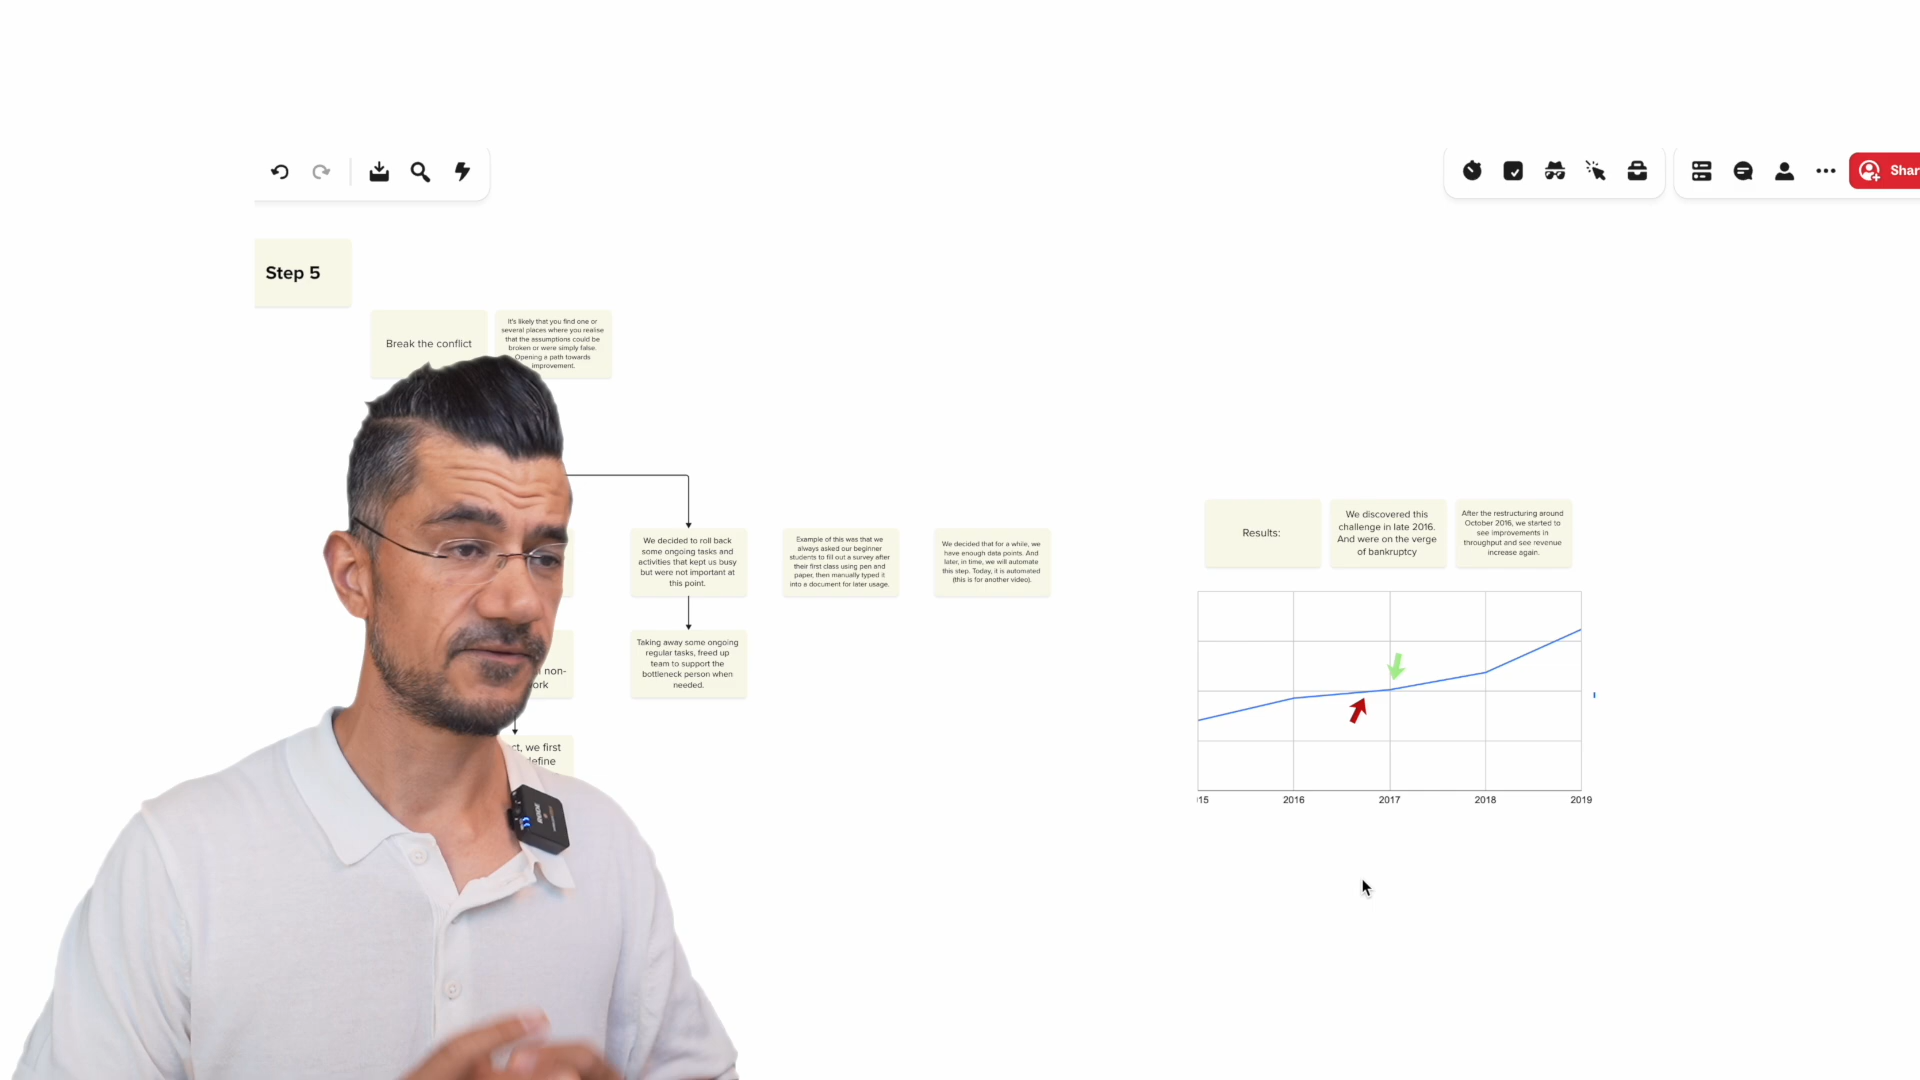 Share
Step 5
Break the conflict
It's likely that you find one or
several places where you realise
that the assumptions could be
broken or were simply false.
Opening a path towards
improvement.
We decided to roll back
some ongoing tasks and
activities that kept us busy
but were not important at
this point.
Example of this was that we
always asked our beginner
students to fill out a survey after
their first class using pen and
paper, then manually typed it
into a document for later usage.
We decided that for a while, we
have enough data points. And
later, in time, we will automate
this step. Today, it is automated
(this is for another video).
Taking away some ongoing
regular tasks, freed up
team to support the
bottleneck person when
needed.
non-
ork
ct, we first
efine
Results:
We discovered this
challenge in late 2016.
And were on the verge
of bankruptcy
After the restructuring around
October 2016, we started to
see improvements in
throughput and see revenue
increase again.
15
2016
2017
2018
2019